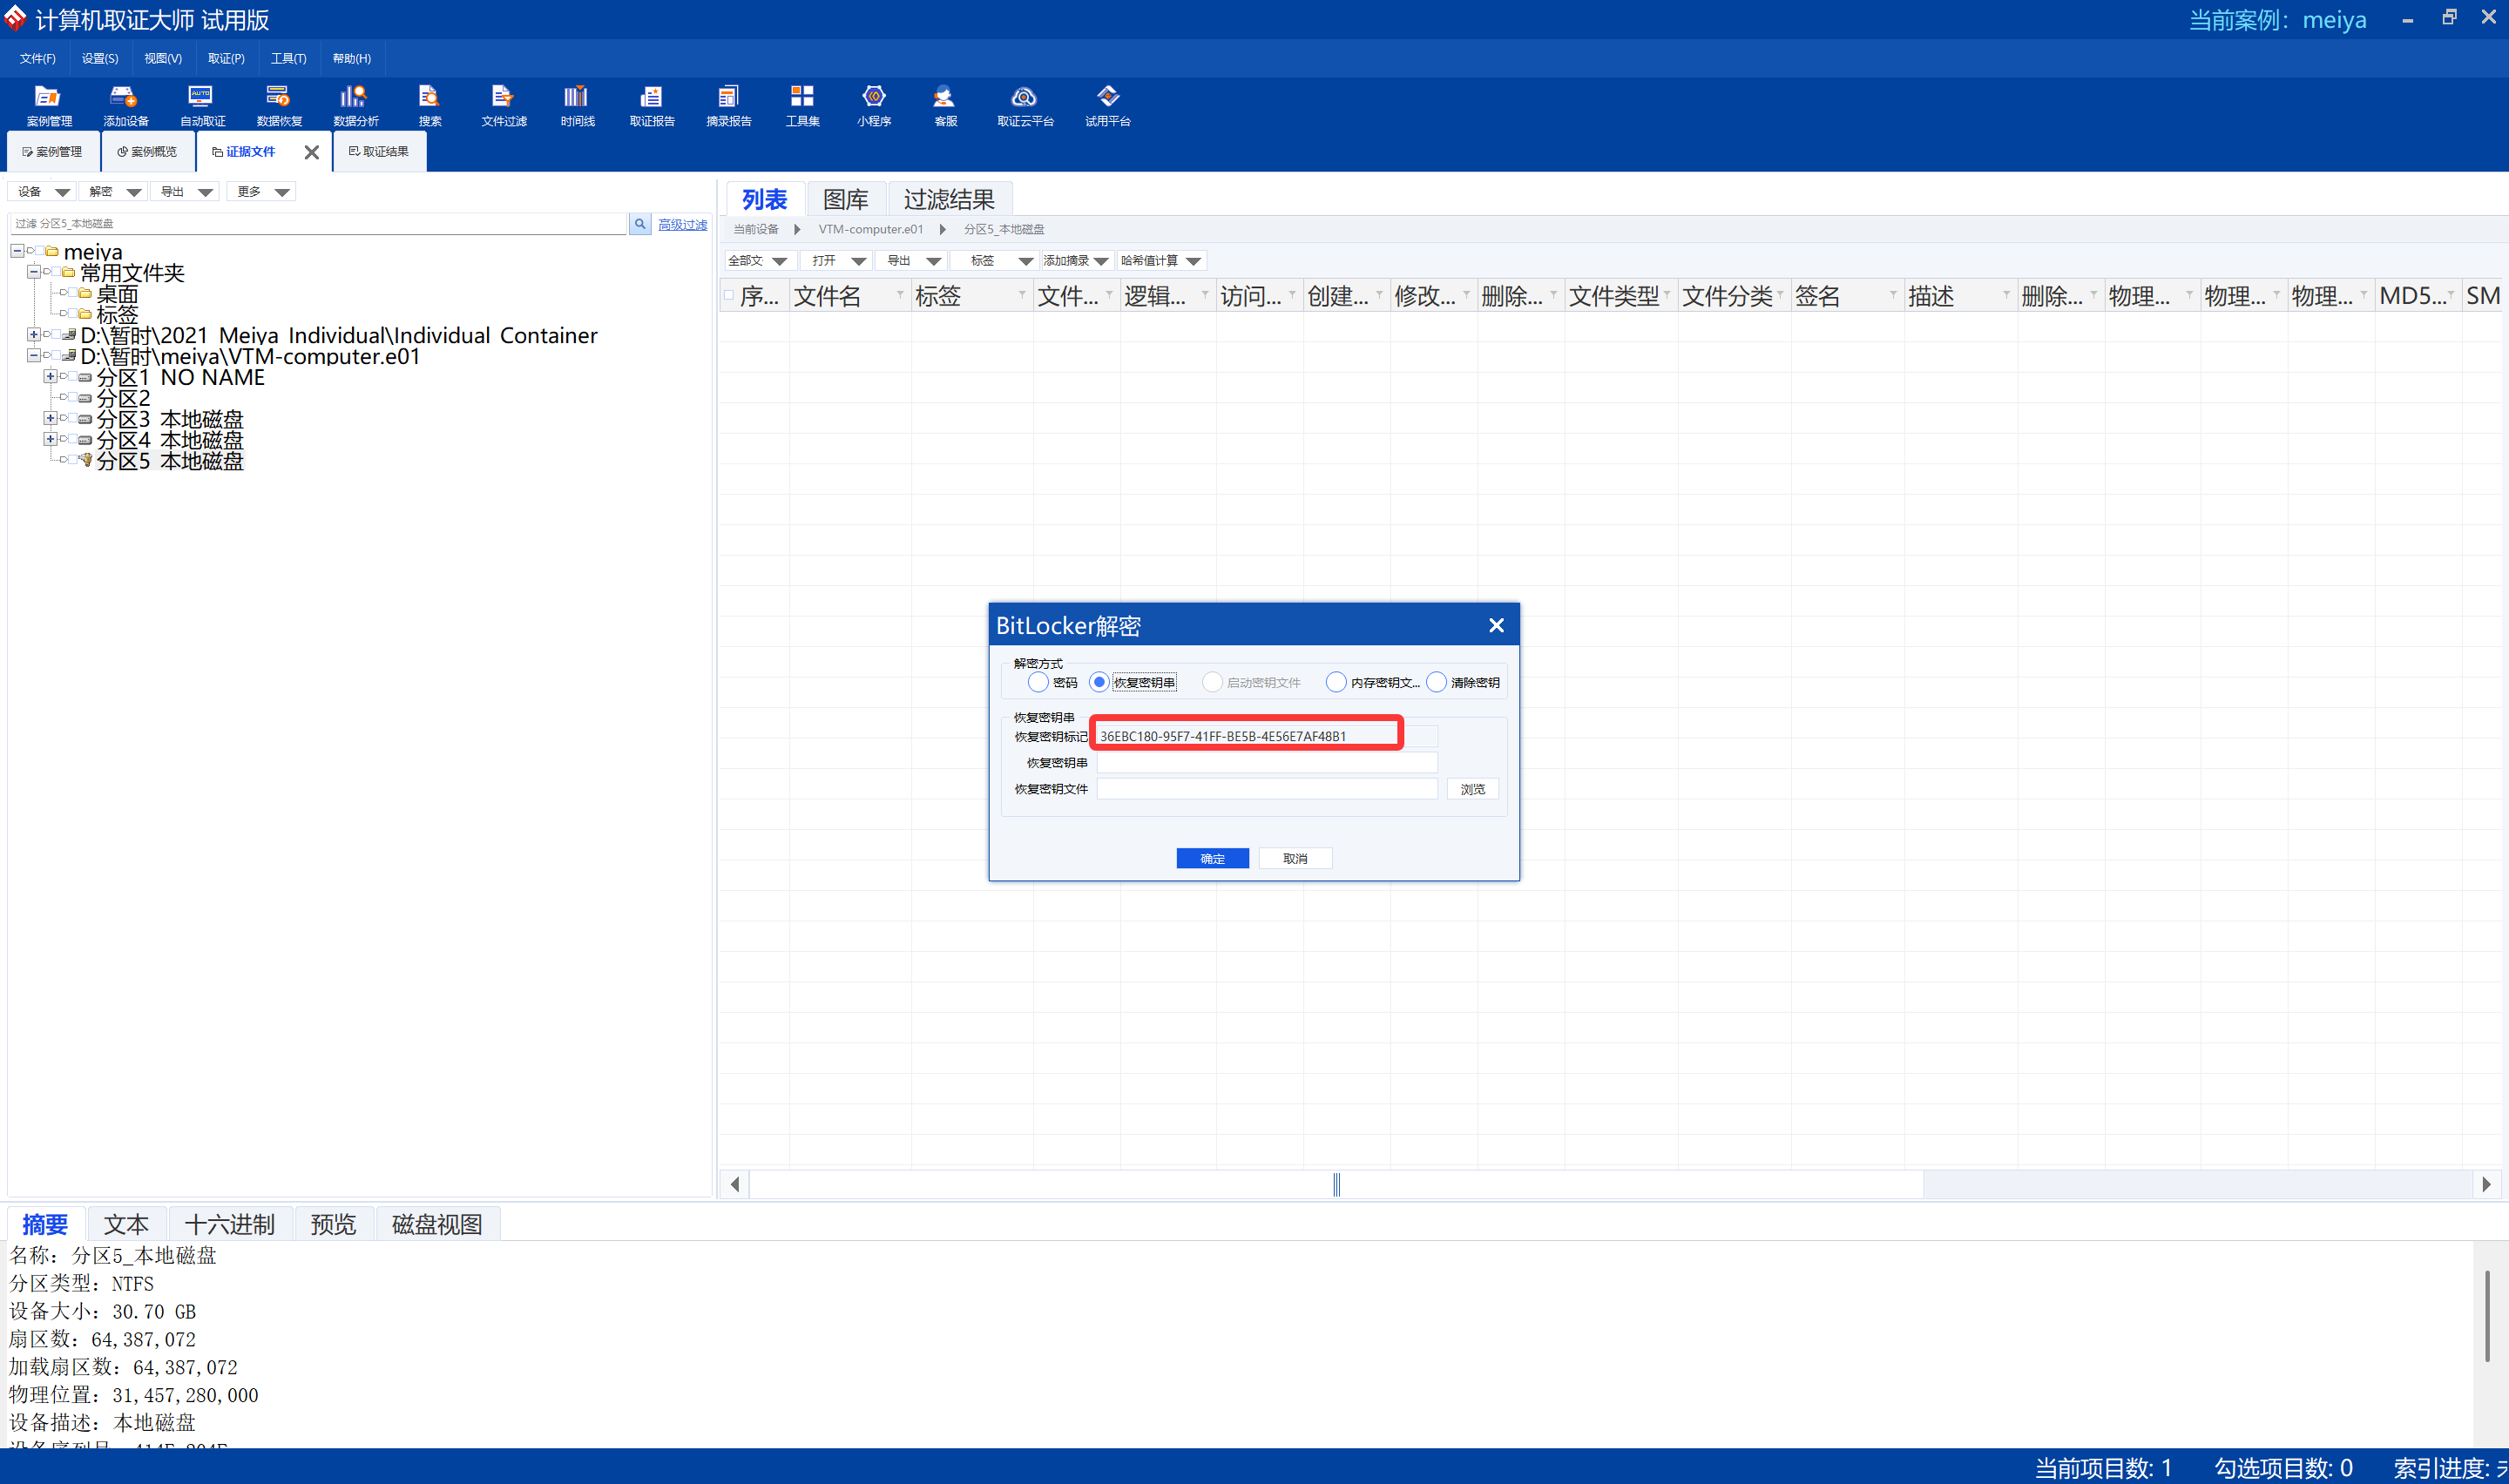 计算机取证大师 试用版
当前案例：meiya
文件(F) 设置(S) 视图(V) 取证(P) 工具(T) 帮助(H)
案例管理 添加设备 自动取证 数据恢复 数据分析 搜索 文件过滤 时间线 取证报告 摘录报告 工具集 小程序 客服 取证云平台 试用平台
案例管理 案例概览 证据文件 取证结果
设备 解密 导出 更多
过滤 分区5_本地磁盘 高级过滤
meiya
常用文件夹
桌面
标签
D:\暂时\2021 Meiya Individual\Individual Container
D:\暂时\meiya\VTM-computer.e01
分区1 NO NAME
分区2
分区3 本地磁盘
分区4 本地磁盘
分区5 本地磁盘
列表 图库 过滤结果
当前设备 VTM-computer.e01 分区5_本地磁盘
全部文 打开 导出 标签 添加摘录 哈希值计算
序... 文件名 标签 文件... 逻辑... 访问... 创建... 修改... 删除... 文件类型 文件分类 签名 描述 删除... 物理... 物理... 物理... MD5... SM
BitLocker解密
解密方式
密码 恢复密钥串 启动密钥文件 内存密钥文... 清除密钥
恢复密钥串
恢复密钥标记 36EBC180-95F7-41FF-BE5B-4E56E7AF48B1
恢复密钥串
恢复密钥文件 浏览
确定 取消
摘要 文本 十六进制 预览 磁盘视图
名称：分区5_本地磁盘
分区类型：NTFS
设备大小：30.70 GB
扇区数：64,387,072
加载扇区数：64,387,072
物理位置：31,457,280,000
设备描述：本地磁盘
当前项目数: 1 勾选项目数: 0 索引进度: